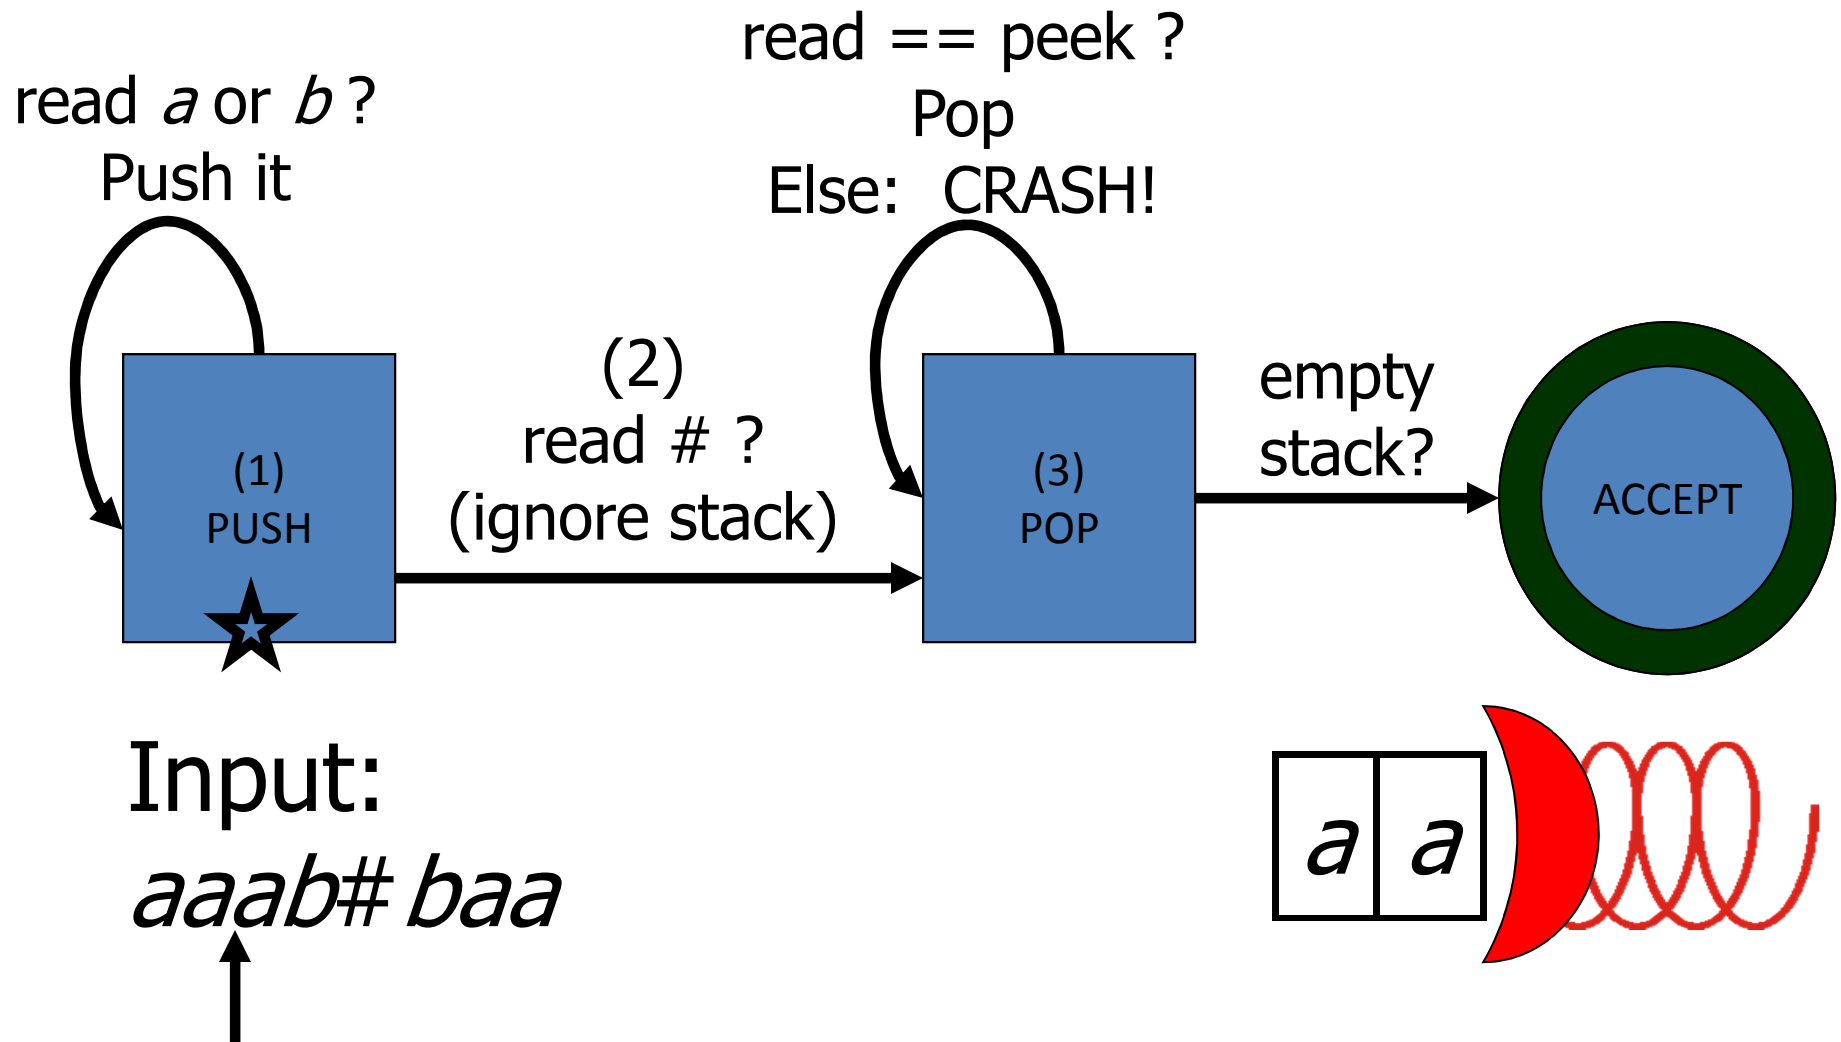 read a or b ?
Push it
read == peek ?
Pop
Else: CRASH!
(1)
PUSH
(2)
read # ?
(ignore stack)
(3)
POP
empty
stack?
ACCEPT
Input:
aaab#baa
a a